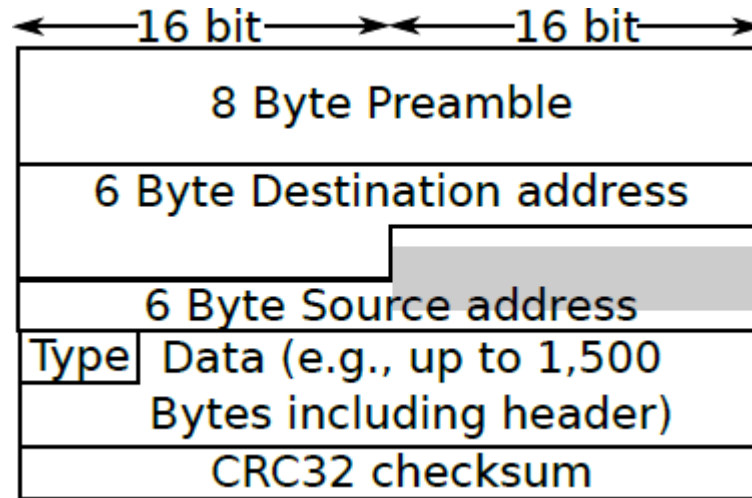 16 bit 16 bit
8 Byte Preamble
6 Byte Destination address
6 Byte Source address
Type Data (e.g., up to 1,500
Bytes including header)
CRC32 checksum